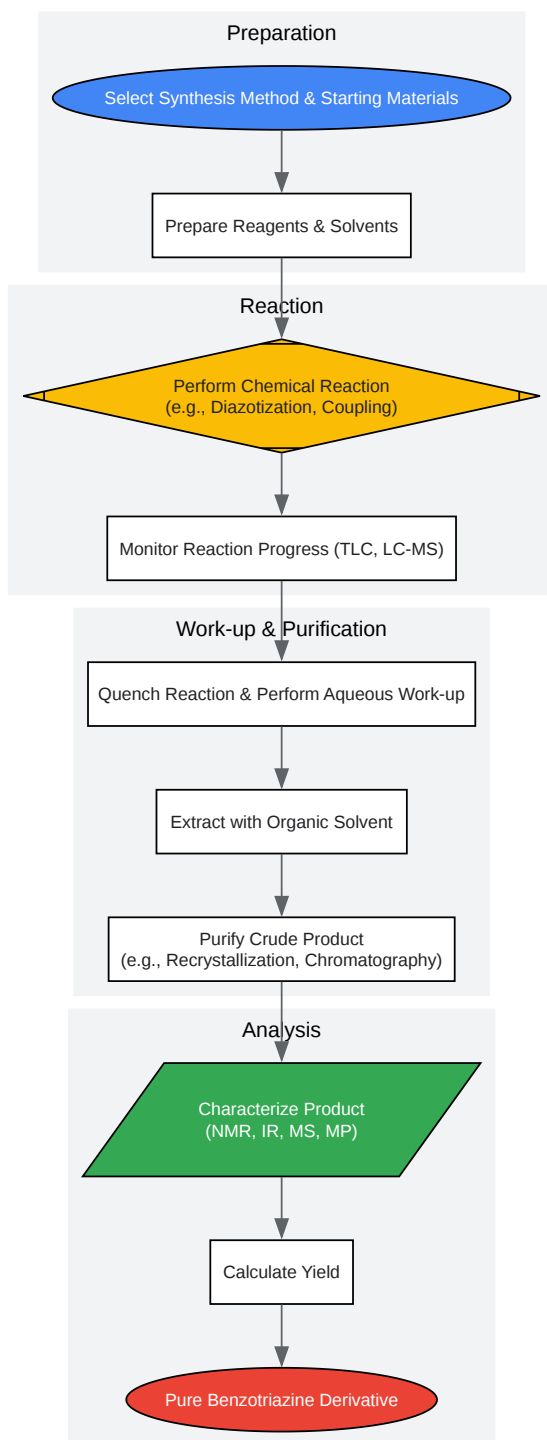 Preparation
Select Synthesis Method & Starting Materials
Prepare Reagents & Solvents
Reaction
Perform Chemical Reaction
(e.g., Diazotization, Coupling)
Monitor Reaction Progress (TLC, LC-MS)
Work-up & Purification
Quench Reaction & Perform Aqueous Work-up
Extract with Organic Solvent
Purify Crude Product
(e.g., Recrystallization, Chromatography)
Analysis
Characterize Product
(NMR, IR, MS, MP)
Calculate Yield
Pure Benzotriazine Derivative